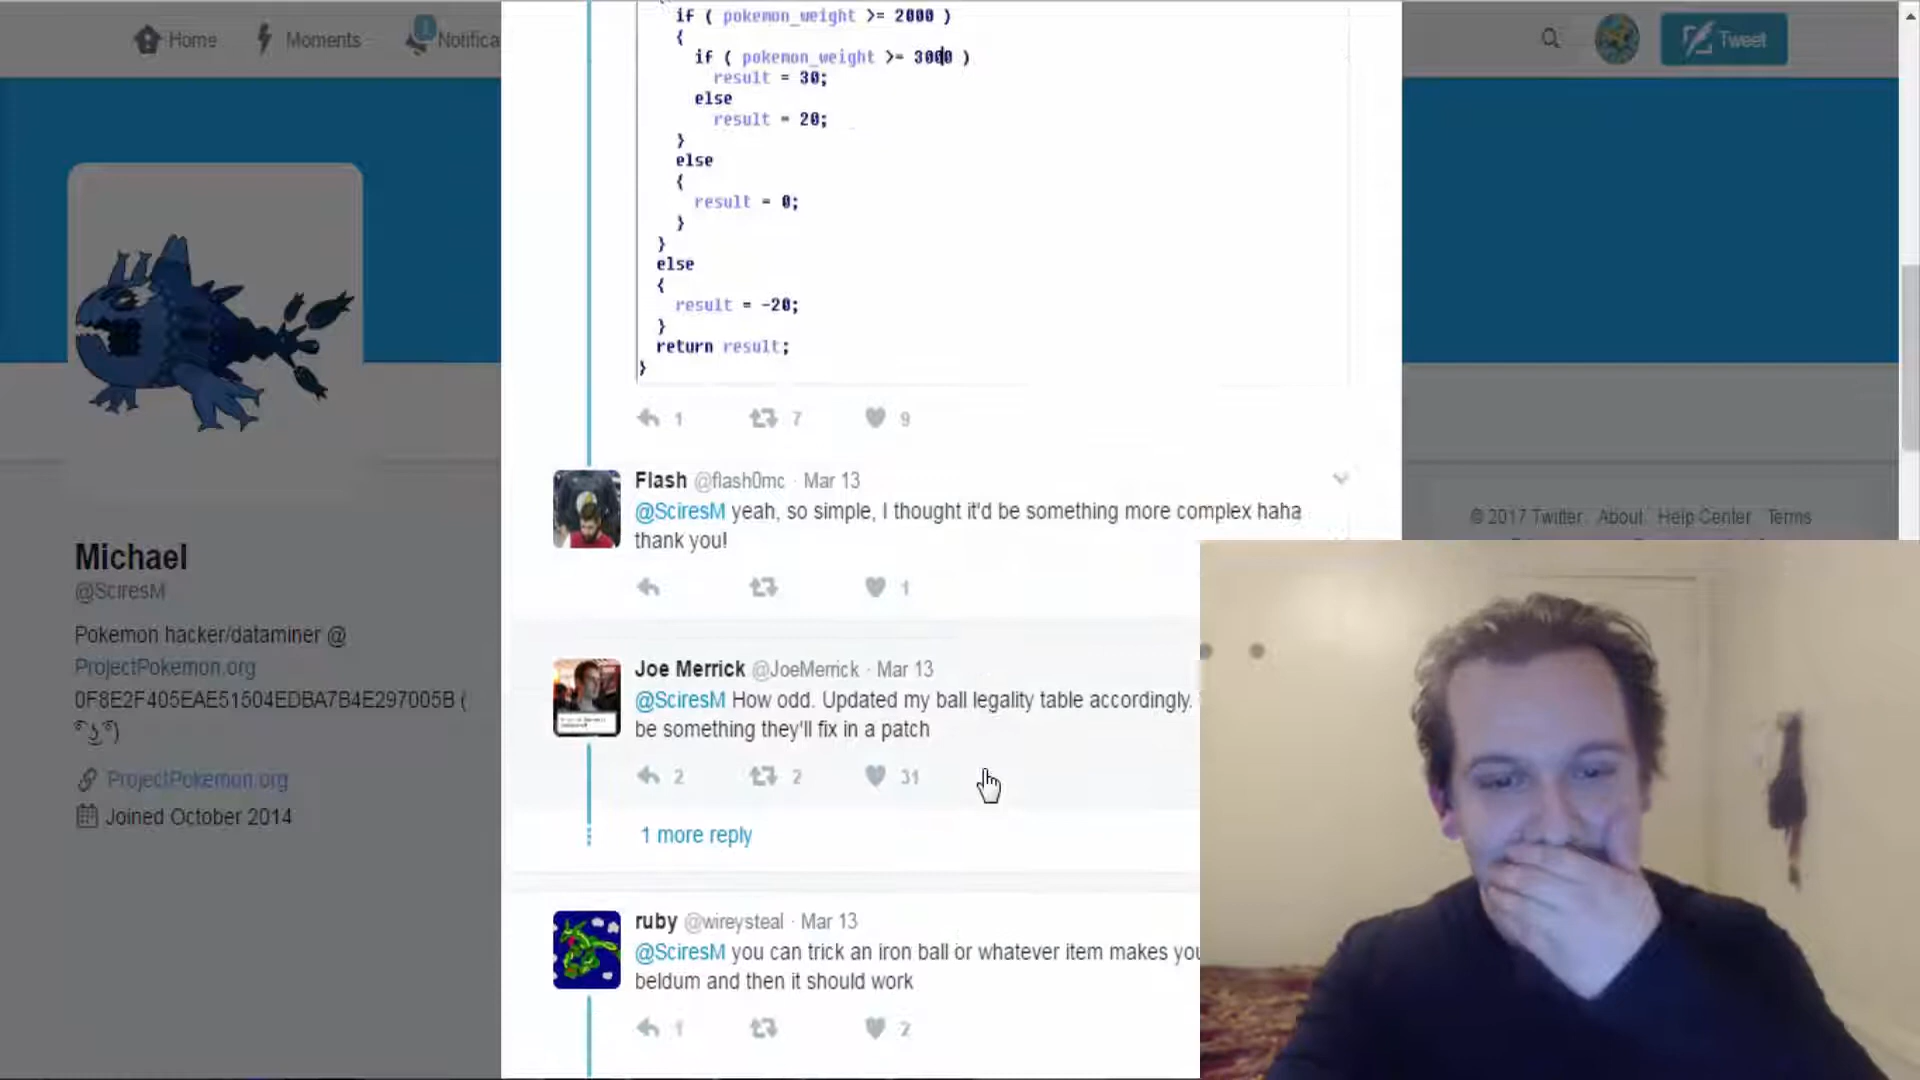 Home
Moments
1
Notifica
Tweet
if ( pokemon_weight >= 2000 )
{
if ( pokemon_weight >= 3000 )
result = 30;
else
result = 20;
}
else
{
result = 0;
}
}
else
{
result = -20;
}
return result;
}
1 7 9
Flash @flash0mc · Mar 13
@SciresM yeah, so simple, I thought it'd be something more complex haha
thank you!
1
Joe Merrick @JoeMerrick · Mar 13
@SciresM How odd. Updated my ball legality table accordingly.
be something they'll fix in a patch
2 2 31
1 more reply
ruby @wireysteal · Mar 13
@SciresM you can trick an iron ball or whatever item makes you
beldum and then it should work
1 2
Michael
@SciresM
Pokemon hacker/dataminer @
ProjectPokemon.org
0F8E2F405EAE51504EDBA7B4E297005B (
͡° ͜ʖ ͡°)
ProjectPokemon.org
Joined October 2014
© 2017 Twitter About Help Center Terms